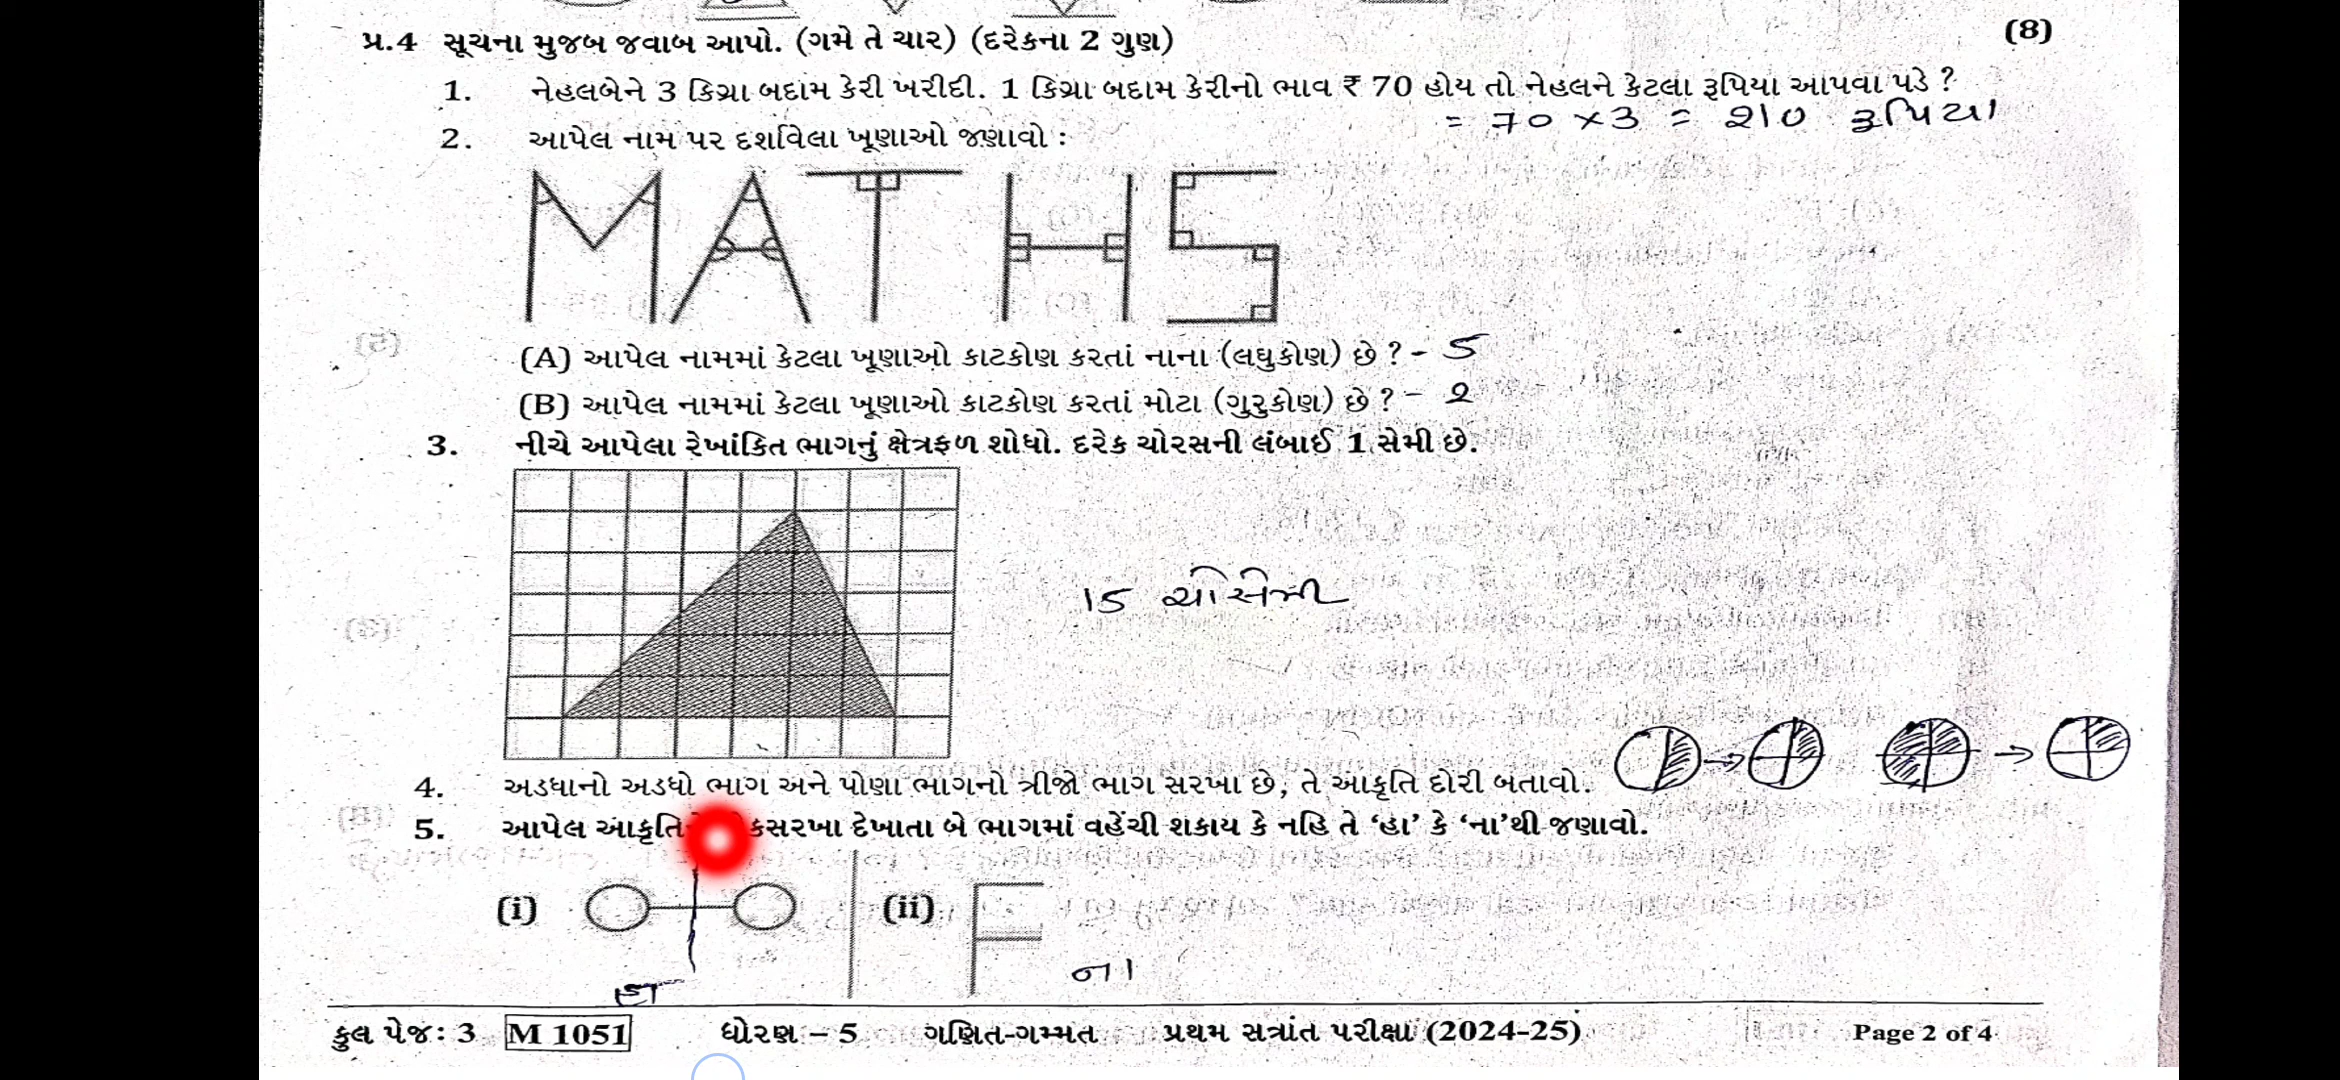 પ્ર.4 સૂચના મુજબ જવાબ આપો. (ગમે તે ચાર) (દરેકના 2 ગુણ) (8)
1. નેહલબેને 3 કિગ્રા બદામ કેરી ખરીદી. 1 કિગ્રા બદામ કેરીનો ભાવ ₹ 70 હોય તો નેહલને કેટલા રૂપિયા આપવા પડે ?
= 70 × 3 = 210 રૂપિયા
2. આપેલ નામ પર દર્શાવેલા ખૂણાઓ જણાવો :
MATHS
(A) આપેલ નામમાં કેટલા ખૂણાઓ કાટકોણ કરતાં નાના (લઘુકોણ) છે ? - 5
(B) આપેલ નામમાં કેટલા ખૂણાઓ કાટકોણ કરતાં મોટા (ગુરુકોણ) છે ? - 2
3. નીચે આપેલા રેખાંકિત ભાગનું ક્ષેત્રફળ શોધો. દરેક ચોરસની લંબાઈ 1 સેમી છે.
15 ચોસેમી
4. અડધાનો અડધો ભાગ અને પોણા ભાગનો ત્રીજો ભાગ સરખા છે, તે આકૃતિ દોરી બતાવો.
5. આપેલ દેખાતા બે ભાગમાં વહેંચી શકાય કે નહિ તે ‘હા’ કે ‘ના’થી જણાવો.
(i) (ii) F
હા ના
કુલ પેજ: 3 M 1051 ધોરણ – 5 ગણિત-ગમ્મત પ્રથમ સત્રાંત પરીક્ષા (2024-25) Page 2 of 4